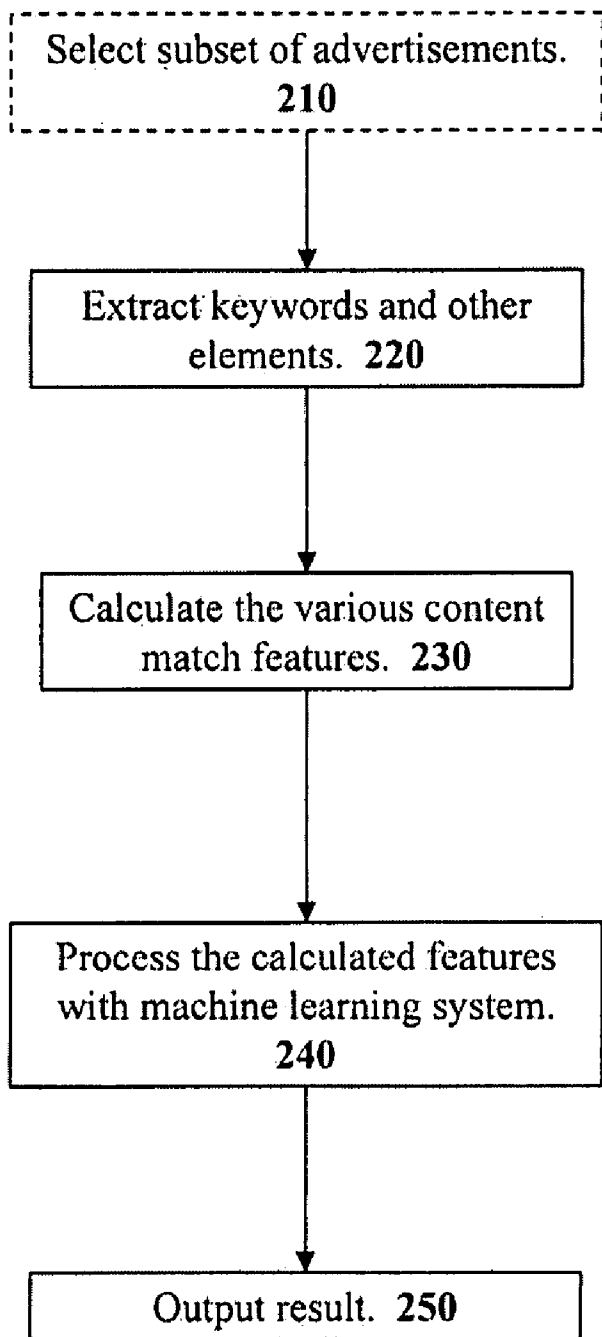 Select subset of advertisements.
210
Extract keywords and other
elements. 220
Calculate the various content
match features. 230
Process the calculated features
with machine learning system.
240
Output result. 250